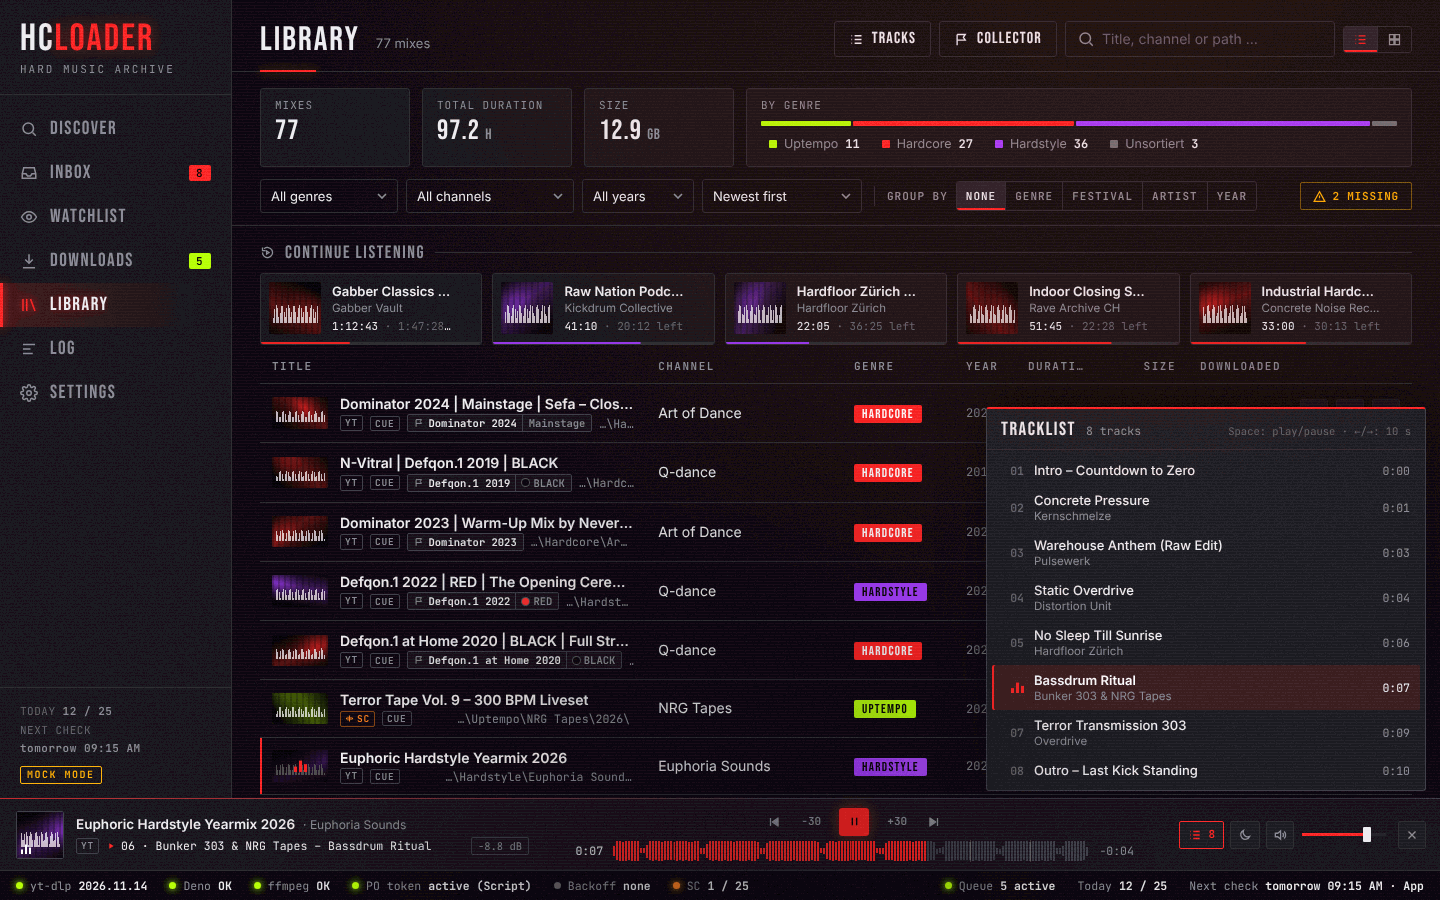 HCLOADER
HARD MUSIC ARCHIVE
DISCOVER
INBOX 8
WATCHLIST
DOWNLOADS 5
LIBRARY
LOG
SETTINGS
TODAY 12 / 25
NEXT CHECK
tomorrow 09:15 AM
MOCK MODE
LIBRARY 77 mixes
TRACKS
COLLECTOR
Title, channel or path ...
MIXES
77
TOTAL DURATION
97.2 H
SIZE
12.9 GB
BY GENRE
Uptempo 11 Hardcore 27 Hardstyle 36 Unsortiert 3
All genres
All channels
All years
Newest first
GROUP BY NONE GENRE FESTIVAL ARTIST YEAR
2 MISSING
CONTINUE LISTENING
Gabber Classics ...
Gabber Vault
1:12:43 · 1:47:28…
Raw Nation Podc...
Kickdrum Collective
41:10 · 20:12 left
Hardfloor Zürich ...
Hardfloor Zürich
22:05 · 36:25 left
Indoor Closing S...
Rave Archive CH
51:45 · 22:28 left
Industrial Hardc...
Concrete Noise Rec...
33:00 · 30:13 left
TITLE CHANNEL GENRE YEAR DURATI… SIZE DOWNLOADED
Dominator 2024 | Mainstage | Sefa – Clos...
YT CUE Dominator 2024 Mainstage …\Ha…
Art of Dance HARDCORE 202
N-Vitral | Defqon.1 2019 | BLACK
YT CUE Defqon.1 2019 BLACK …\Hardc…
Q-dance HARDCORE 201
Dominator 2023 | Warm-Up Mix by Never...
YT CUE Dominator 2023 …\Hardcore\Ar…
Art of Dance HARDCORE 202
Defqon.1 2022 | RED | The Opening Cere...
YT CUE Defqon.1 2022 RED …\Hardst…
Q-dance HARDSTYLE 202
Defqon.1 at Home 2020 | BLACK | Full Str...
YT CUE Defqon.1 at Home 2020 BLACK
Q-dance HARDCORE 202
Terror Tape Vol. 9 – 300 BPM Liveset
SC CUE …\Uptempo\NRG Tapes\2026\
NRG Tapes UPTEMPO 202
Euphoric Hardstyle Yearmix 2026
YT CUE …\Hardstyle\Euphoria Sound…
Euphoria Sounds HARDSTYLE 202
TRACKLIST 8 tracks Space: play/pause · ←/→: 10 s
01 Intro – Countdown to Zero 0:00
02 Concrete Pressure 0:01
Kernschmelze
03 Warehouse Anthem (Raw Edit) 0:03
Pulsewerk
04 Static Overdrive 0:04
Distortion Unit
05 No Sleep Till Sunrise 0:06
Hardfloor Zürich
Bassdrum Ritual 0:07
Bunker 303 & NRG Tapes
07 Terror Transmission 303 0:09
Overdrive
08 Outro – Last Kick Standing 0:10
Euphoric Hardstyle Yearmix 2026 · Euphoria Sounds
YT 06 · Bunker 303 & NRG Tapes – Bassdrum Ritual
-8.8 dB
-30 +30
0:07 -0:04
8
yt-dlp 2026.11.14 Deno OK ffmpeg OK PO token active (Script) Backoff none SC 1 / 25 Queue 5 active Today 12 / 25 Next check tomorrow 09:15 AM · App